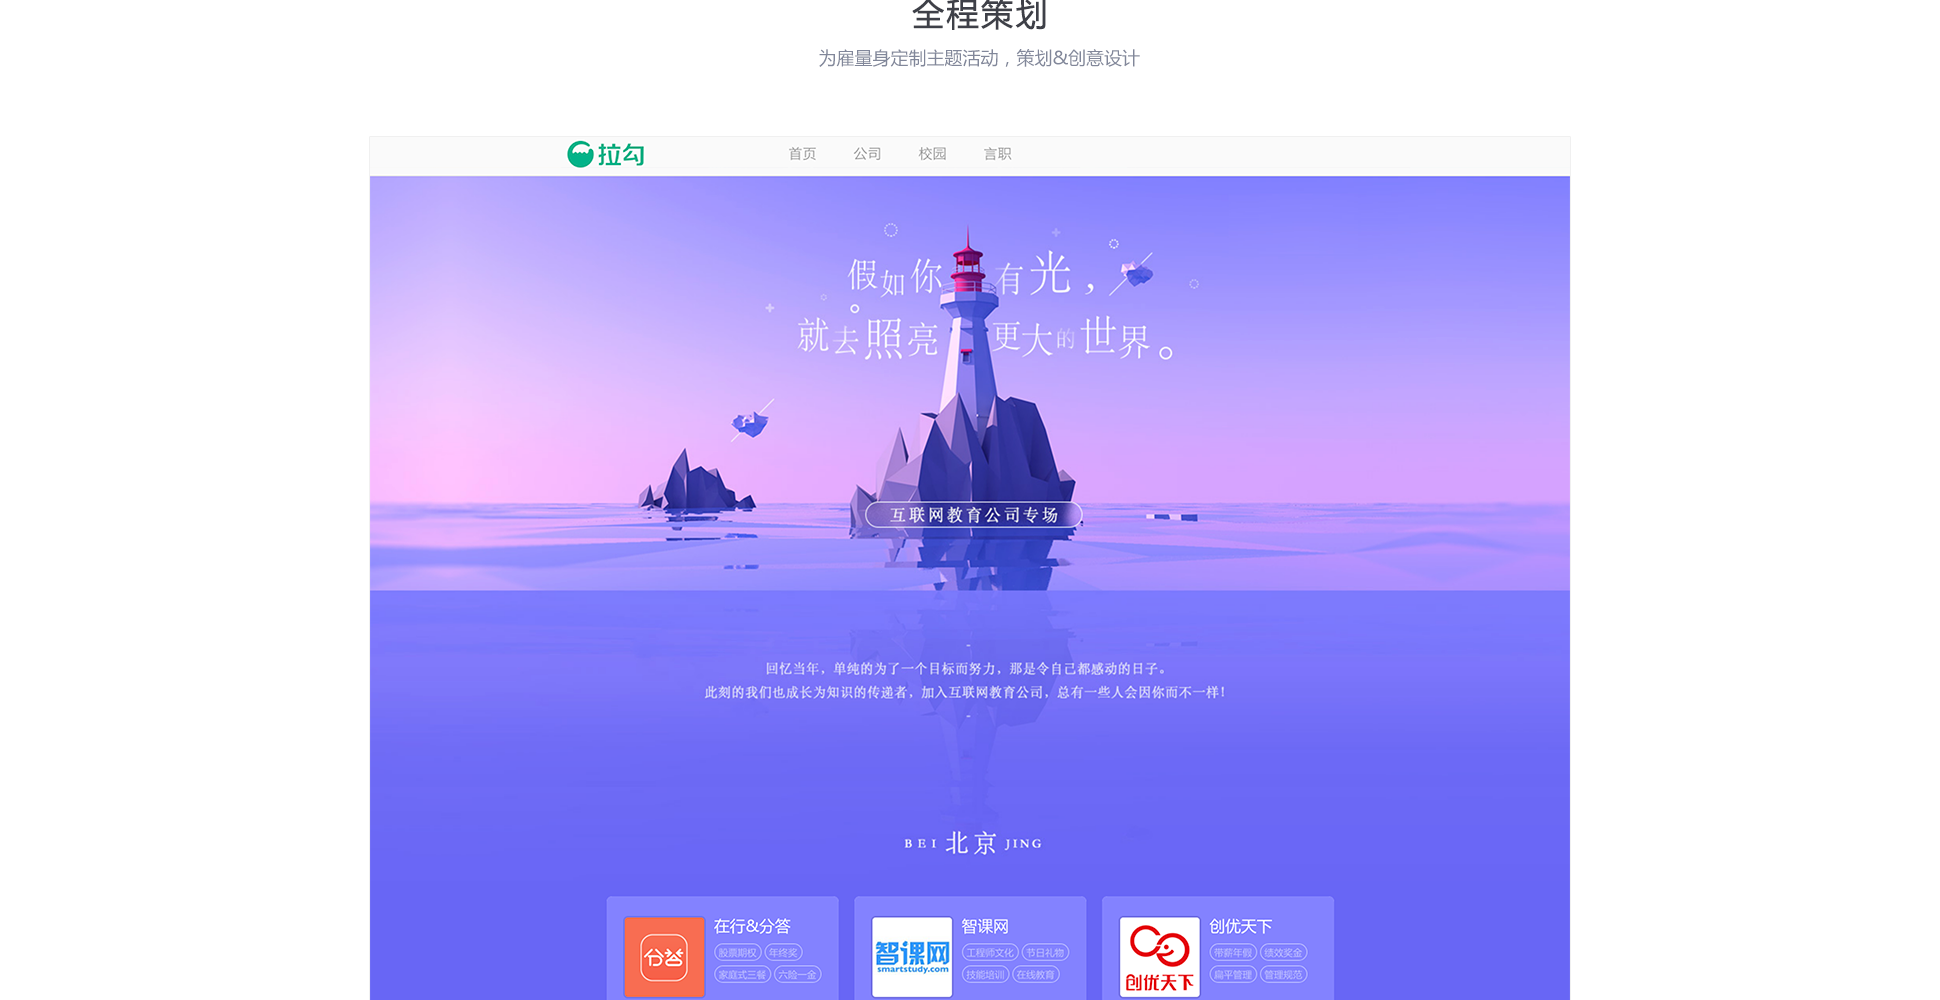 全程策划
为雇量身定制主题活动，策划&创意设计
拉勾 首页 公司 校园 言职
假如你有光，
就去照亮更大的世界。
互联网教育公司专场
回忆当年，单纯的为了一个目标而努力，那是令自己都感动的日子。
此刻的我们也成长为知识的传递者，加入互联网教育公司，总有一些人会因你而不一样！
BEI 北京 JING
分答
在行&分答
股票期权 年终奖
家庭式三餐 六险一金
智课网
smartstudy.com
智课网
工程师文化 节日礼物
技能培训 在线教育
创优天下
创优天下
带薪年假 绩效奖金
扁平管理 管理规范